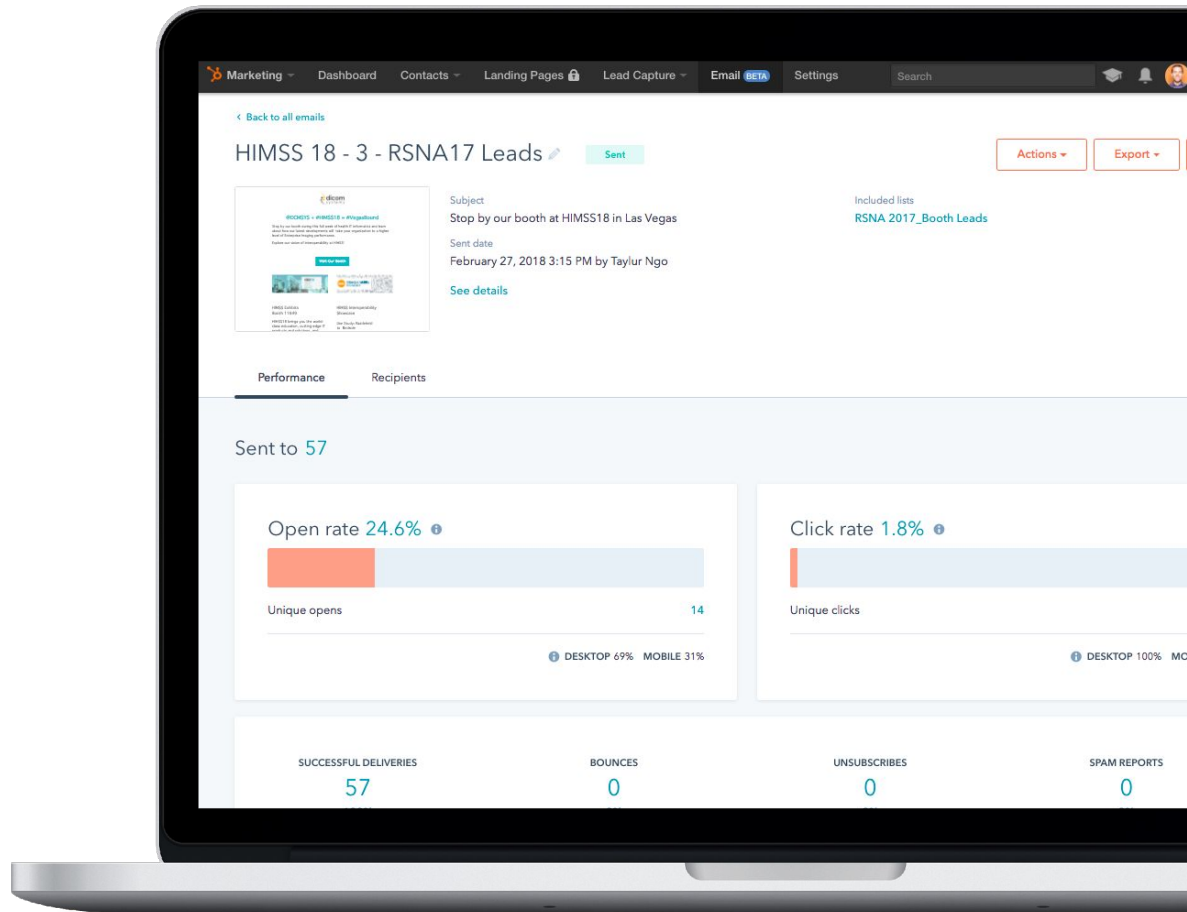 Marketing Dashboard Contacts Landing Pages Lead Capture Email BETA Settings Search
Back to all emails
HIMSS 18 - 3 - RSNA17 Leads Sent Actions Export
dicom
#HIMSS18
Subject
Stop by our booth at HIMSS18 in Las Vegas
Included lists
RSNA 2017_Booth Leads
Sent date
February 27, 2018 3:15 PM by Taylur Ngo
See details
Performance Recipients
Sent to 57
Open rate 24.6%
Unique opens 14
DESKTOP 69% MOBILE 31%
Click rate 1.8%
Unique clicks
DESKTOP 100% MO
SUCCESSFUL DELIVERIES BOUNCES UNSUBSCRIBES SPAM REPORTS
57 0 0 0